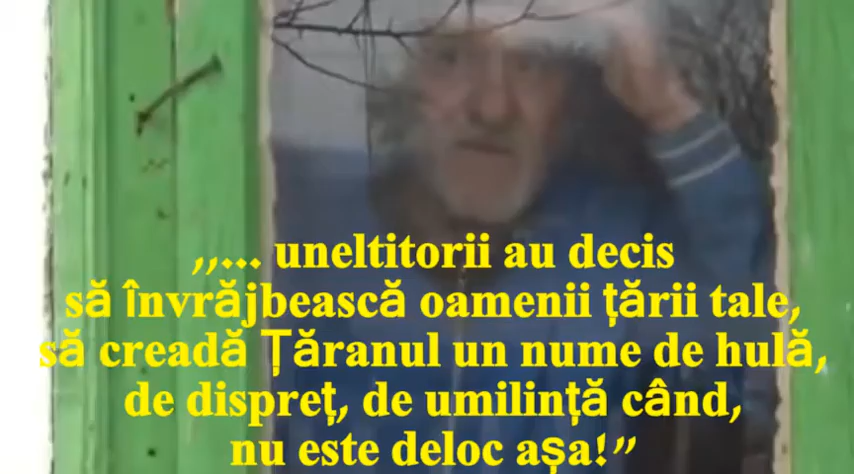 ,,... uneltitorii au decis
să învrăjbească oamenii țării tale,
să creadă Țăranul un nume de hulă,
de dispreț, de umilință când,
nu este deloc așa!”